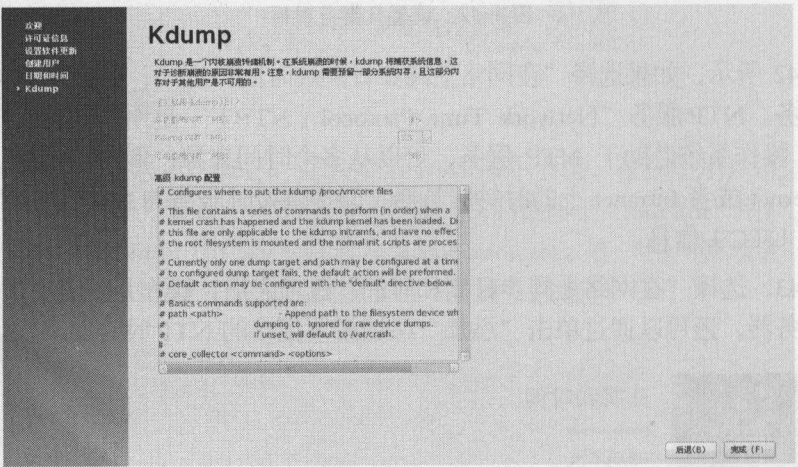 欢迎
许可证信息
设置软件更新
创建用户
日期和时间
Kdump
Kdump
Kdump 是一个内核崩溃转储机制。在系统崩溃的时候，kdump 将捕获系统信息，这
对于诊断崩溃的原因非常有用。注意，kdump 需要预留一部分系统内存，且这部分内
存对于其他用户是不可用的。
高级 kdump 配置
# Configures where to put the kdump /proc/vmcore files
#
# This file contains a series of commands to perform (in order) when a
# kernel crash has happened and the kdump kernel has been loaded. Di
# this file are only applicable to the kdump initramfs, and have no effec
# the root filesystem is mounted and the normal init scripts are proces
#
# Currently only one dump target and path may be configured at a time
# to configured dump target fails, the default action will be preformed.
# Default action may be configured with the "default" directive below.
#
# Basics commands supported are:
# path <path> - Append path to the filesystem device wh
# dumping to. Ignored for raw device dumps.
# If unset, will default to /var/crash.
#
# core_collector <command> <options>
后退(B)
完成 (F)